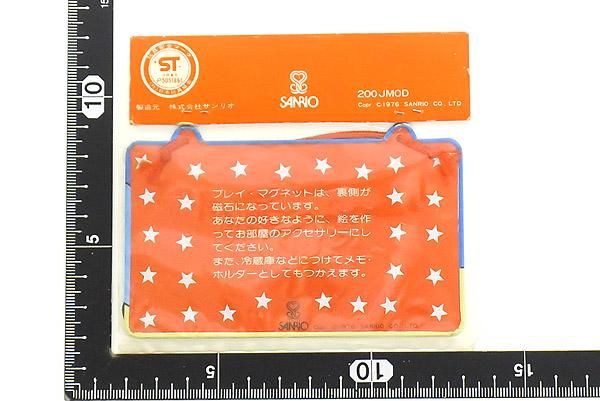 ST
SANRIO
200JMOD
製造元 株式会社サンリオ
Copr. ©1976 SANRIO CO., LTD
プレイ・マグネットは、裏側が
磁石になっています。
あなたの好きなように、絵を作
ってお部屋のアクセサリーにし
てください。
また、冷蔵庫などにつけてメモ・
ホルダーとしてもつかえます。
SANRIO
1976 SANRIO CO., LTD.
15
10
5
5
10
15